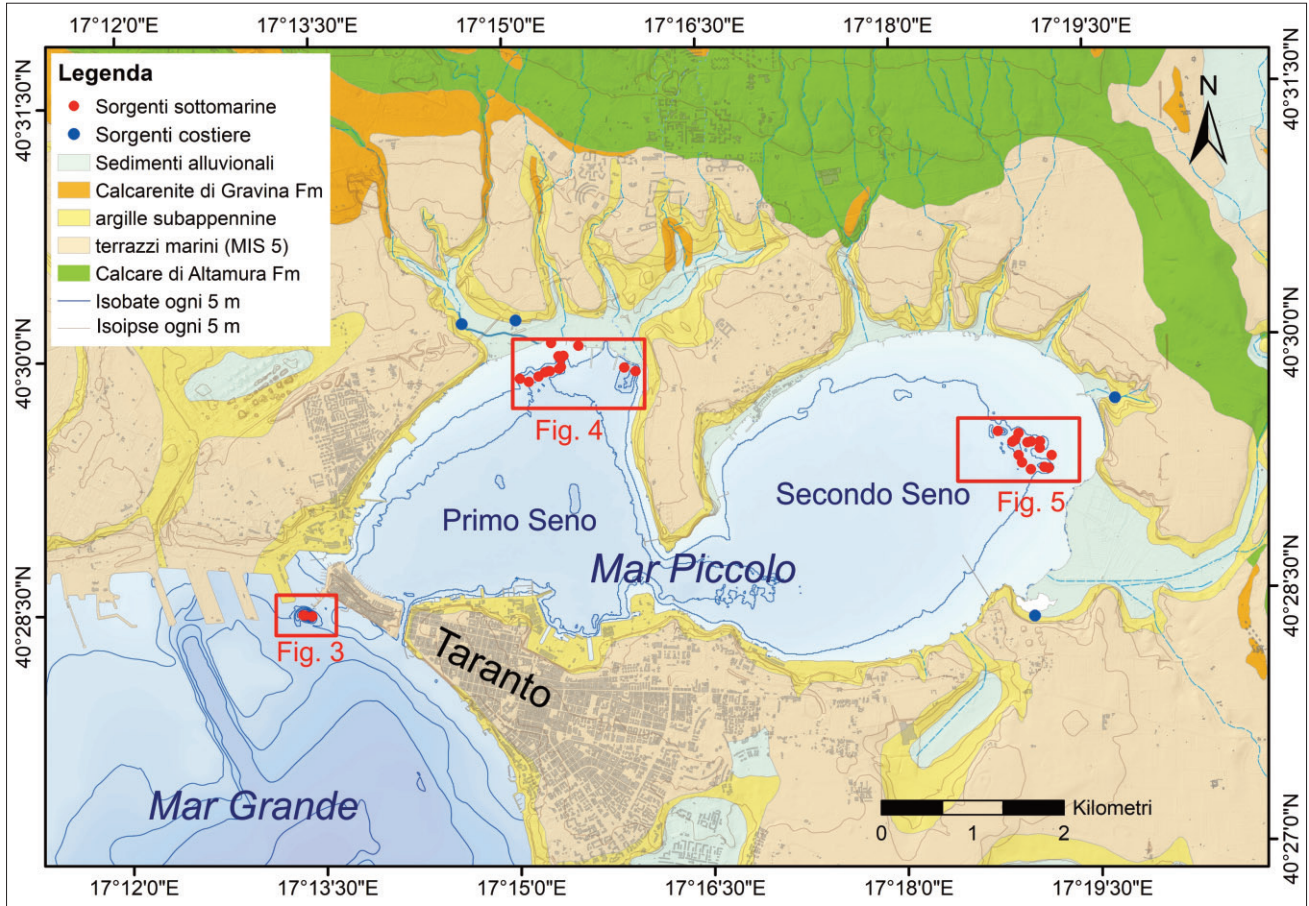 17°12'0"E 17°13'30"E 17°15'0"E 17°16'30"E 17°18'0"E 17°19'30"E
Legenda
Sorgenti sottomarine
Sorgenti costiere
Sedimenti alluvionali
Calcarenite di Gravina Fm
argille subappennine
terrazzi marini (MIS 5)
Calcare di Altamura Fm
Isobate ogni 5 m
Isoipse ogni 5 m
N
40°31'30"N
40°31'30"N
40°30'0"N
40°30'0"N
Fig. 4
Fig. 5
Primo Seno
Secondo Seno
Mar Piccolo
40°28'30"N
40°28'30"N
Fig. 3
Taranto
Mar Grande
Kilometri
0 1 2
40°27'0"N
17°12'0"E 17°13'30"E 17°15'0"E 17°16'30"E 17°18'0"E 17°19'30"E